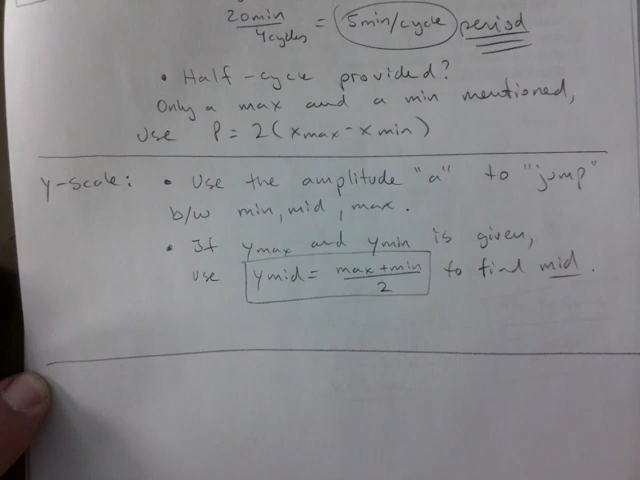 20min / 4cycles = 5min/cycle period
• Half-cycle provided?
Only a max and a min mentioned,
use P = 2(xmax - xmin)
y-scale: • Use the amplitude "a" to "jump"
b/w min, mid, max.
• If ymax and ymin is given,
use ymid = max+min / 2 to find mid.